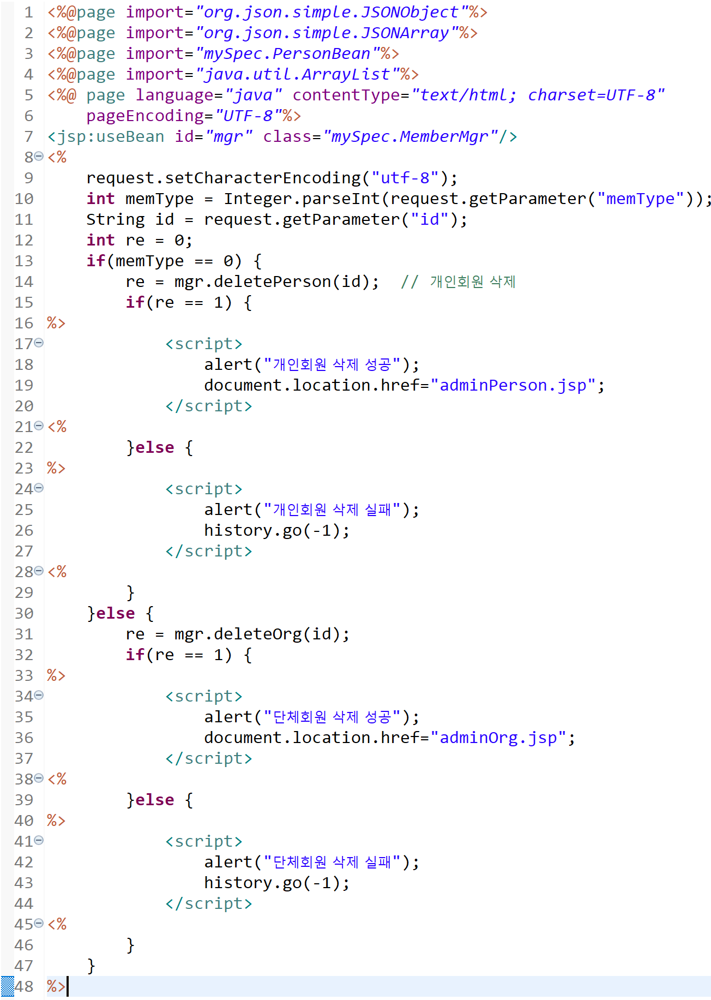 1 <%@page import="org.json.simple.JSONObject"%>
2 <%@page import="org.json.simple.JSONArray"%>
3 <%@page import="mySpec.PersonBean"%>
4 <%@page import="java.util.ArrayList"%>
5 <%@ page language="java" contentType="text/html; charset=UTF-8"
6     pageEncoding="UTF-8"%>
7 <jsp:useBean id="mgr" class="mySpec.MemberMgr"/>
8 <%
9     request.setCharacterEncoding("utf-8");
10     int memType = Integer.parseInt(request.getParameter("memType"));
11     String id = request.getParameter("id");
12     int re = 0;
13     if(memType == 0) {
14         re = mgr.deletePerson(id);  // 개인회원 삭제
15         if(re == 1) {
16 %>
17             <script>
18                 alert("개인회원 삭제 성공");
19                 document.location.href="adminPerson.jsp";
20             </script>
21 <%
22         }else {
23 %>
24             <script>
25                 alert("개인회원 삭제 실패");
26                 history.go(-1);
27             </script>
28 <%
29         }
30     }else {
31         re = mgr.deleteOrg(id);
32         if(re == 1) {
33 %>
34             <script>
35                 alert("단체회원 삭제 성공");
36                 document.location.href="adminOrg.jsp";
37             </script>
38 <%
39         }else {
40 %>
41             <script>
42                 alert("단체회원 삭제 실패");
43                 history.go(-1);
44             </script>
45 <%
46         }
47     }
48 %>